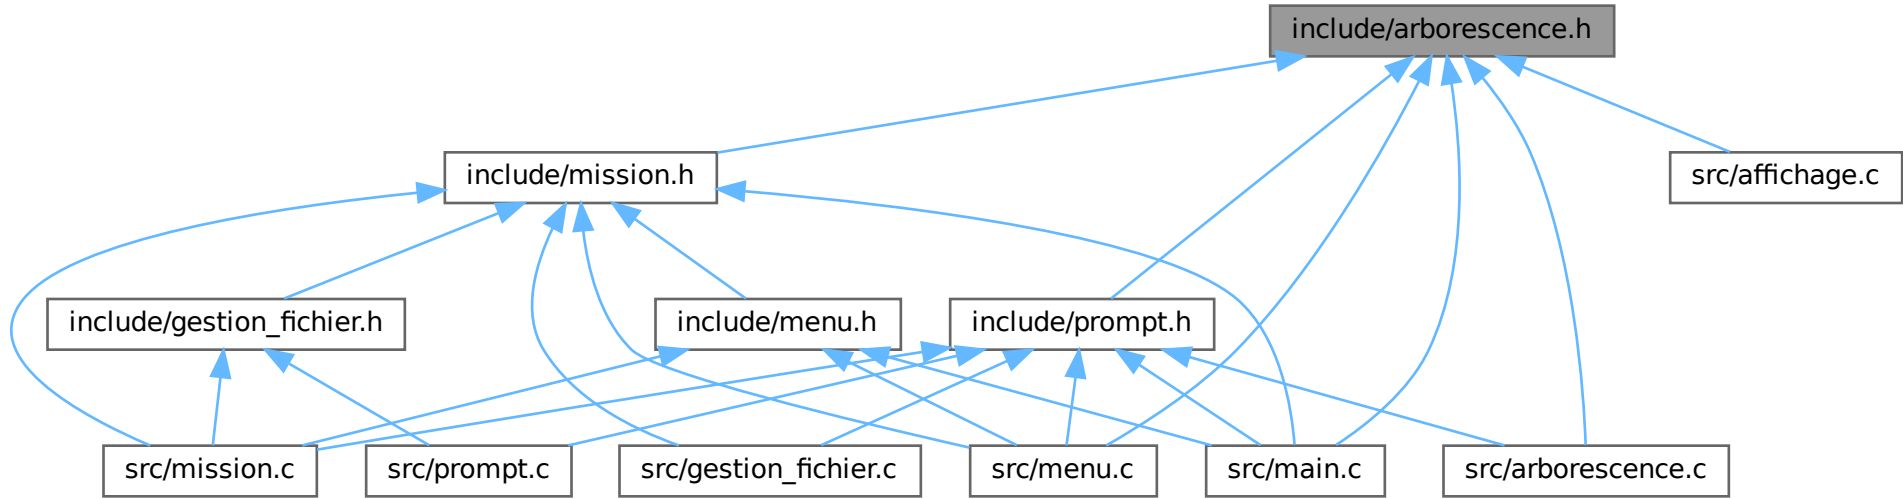 include/arborescence.h
include/mission.h
src/affichage.c
include/gestion_fichier.h
include/menu.h
include/prompt.h
src/mission.c
src/prompt.c
src/gestion_fichier.c
src/menu.c
src/main.c
src/arborescence.c